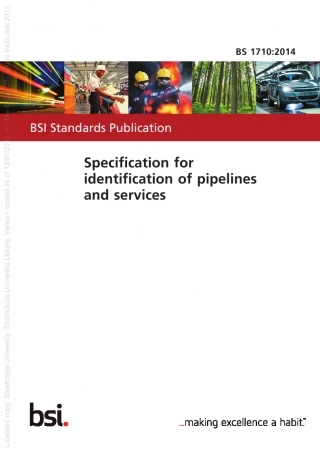 BS 1710:2014
BSI Standards Publication
Specification for
identification of pipelines
and services
bsi.
...making excellence a habit.™